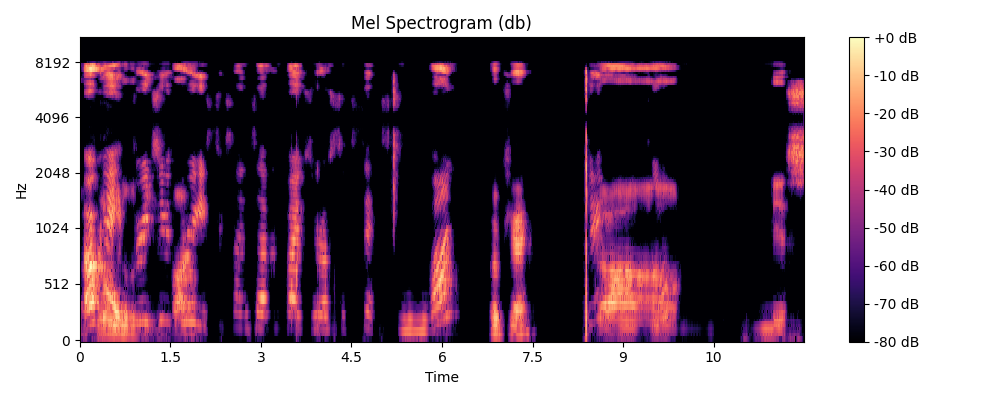 Mel Spectrogram (db)
8192
4096
2048
1024
512
0
Hz
0 1.5 3 4.5 6 7.5 9 10
Time
+0 dB
-10 dB
-20 dB
-30 dB
-40 dB
-50 dB
-60 dB
-70 dB
-80 dB